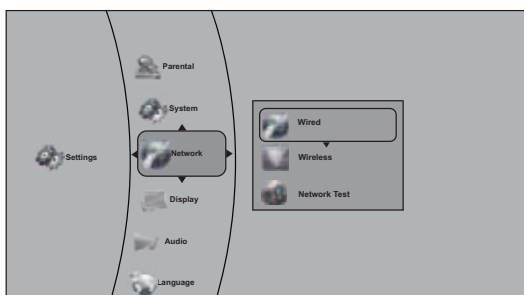 Settings
Parental
System
Network
Display
Audio
Language
Wired
Wireless
Network Test